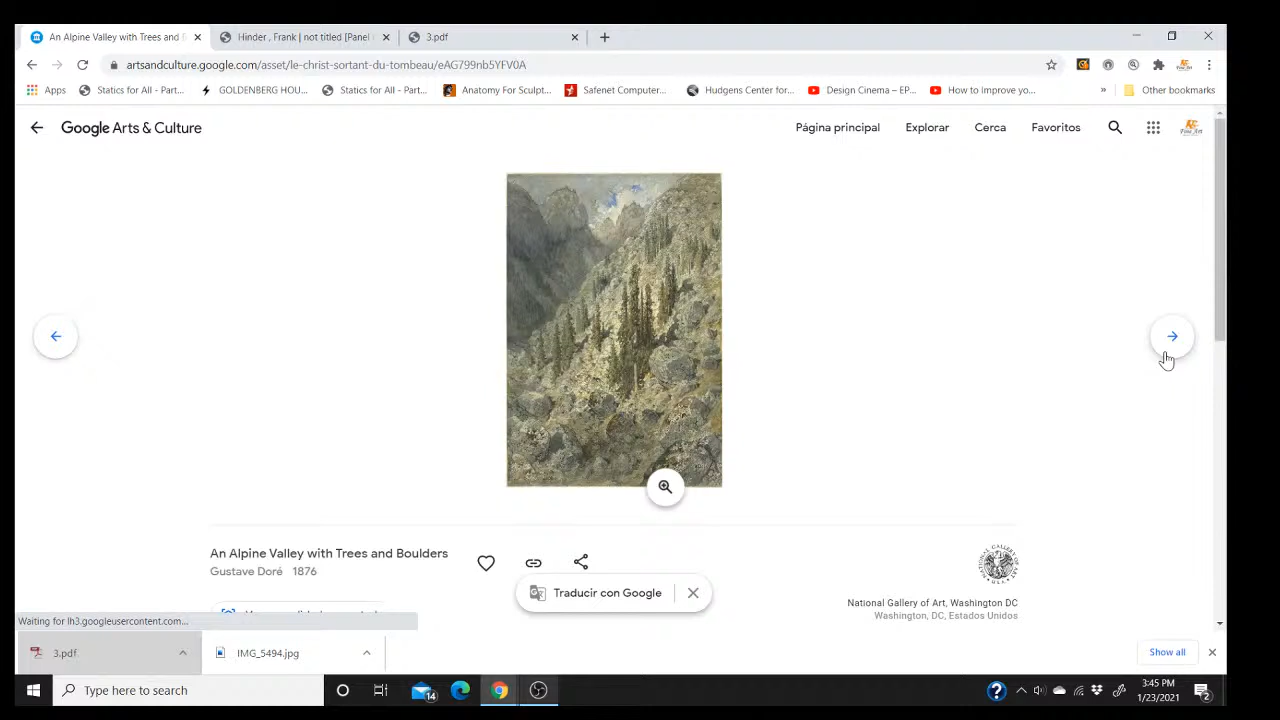 An Alpine Valley with Trees and B
Hinder , Frank | not titled [Panel
3.pdf
artsandculture.google.com/asset/le-christ-sortant-du-tombeau/eAG799nb5YFV0A
Apps
Statics for All - Part...
GOLDENBERG HOU...
Statics for All - Part...
Anatomy For Sculpt...
Safenet Computer...
Hudgens Center for...
Design Cinema – EP...
How to Improve yo...
»
Other bookmarks
Google Arts & Culture
Página principal
Explorar
Cerca
Favoritos
An Alpine Valley with Trees and Boulders
Gustave Doré 1876
Traducir con Google
National Gallery of Art, Washington DC
Washington, DC, Estados Unidos
Waiting for lh3.googleusercontent.com...
3.pdf
IMG_5494.jpg
Show all
Type here to search
14
3:45 PM
1/23/2021
2